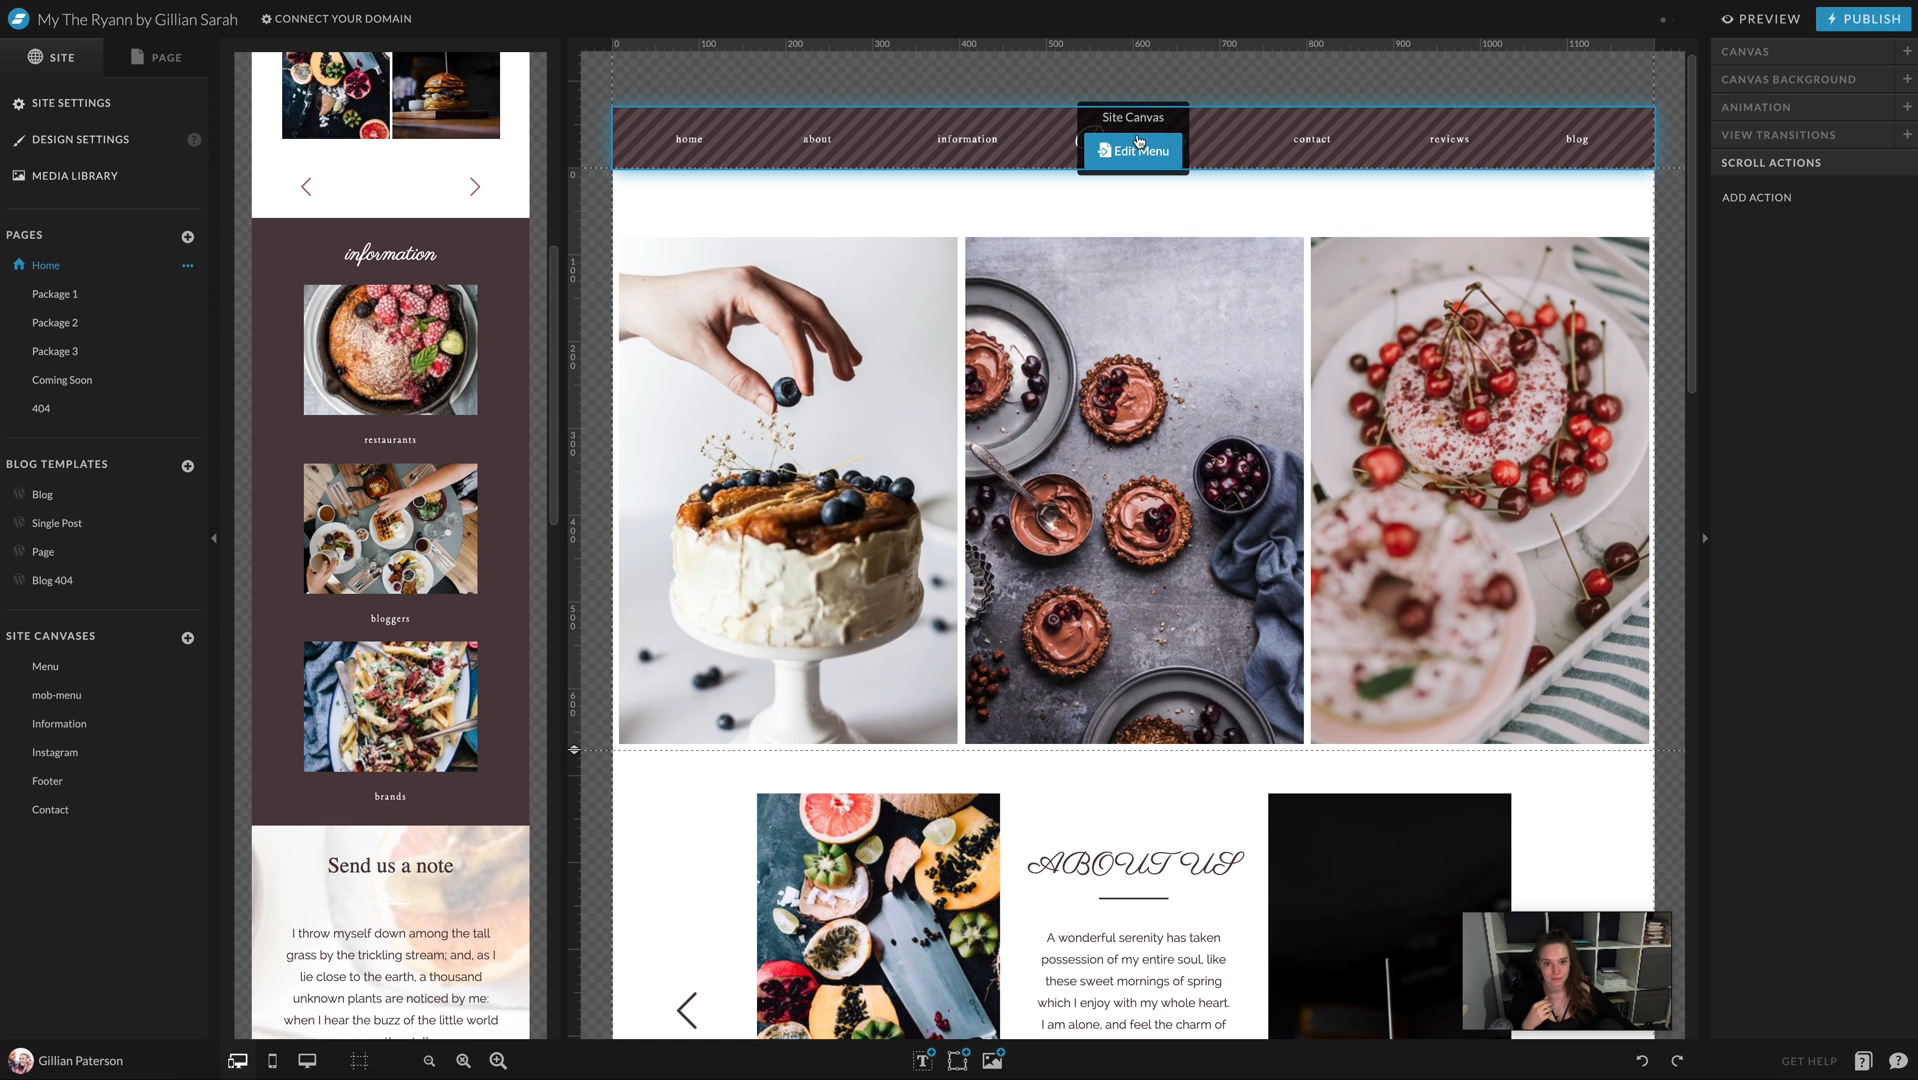 My The Ryann by Gillian Sarah
CONNECT YOUR DOMAIN
PREVIEW
PUBLISH
SITE
PAGE
SITE SETTINGS
DESIGN SETTINGS
?
MEDIA LIBRARY
PAGES
Home
Package 1
Package 2
Package 3
Coming Soon
404
BLOG TEMPLATES
Blog
Single Post
Page
Blog 404
SITE CANVASES
Menu
mob-menu
Information
Instagram
Footer
Contact
Gillian Paterson
information
restaurants
bloggers
brands
Send us a note
I throw myself down among the tall
grass by the trickling stream; and, as I
lie close to the earth, a thousand
unknown plants are noticed by me:
when I hear the buzz of the little world
0 100 200 300 400 500 600 700 800 900 1000 1100
0
100
200
300
400
500
600
home about information contact reviews blog
Site Canvas
Edit Menu
ABOUT US
A wonderful serenity has taken
possession of my entire soul, like
these sweet mornings of spring
which I enjoy with my whole heart.
I am alone, and feel the charm of
CANVAS
CANVAS BACKGROUND
ANIMATION
VIEW TRANSITIONS
SCROLL ACTIONS
ADD ACTION
T
GET HELP